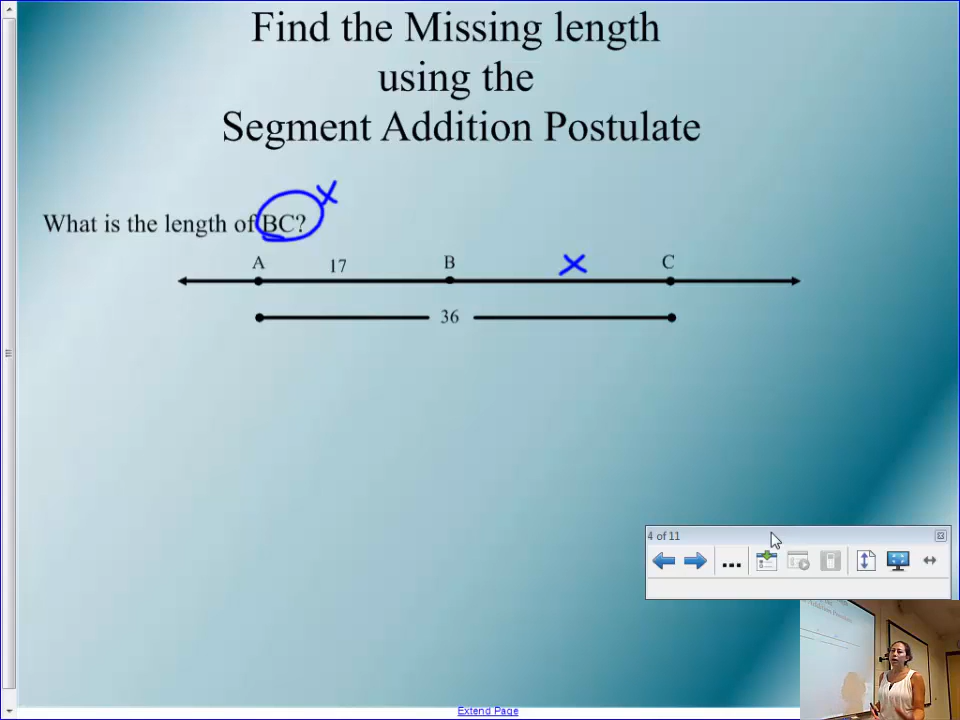 Find the Missing length
using the
Segment Addition Postulate
x
What is the length of BC?
A 17 B x C
36
4 of 11
...
Extend Page